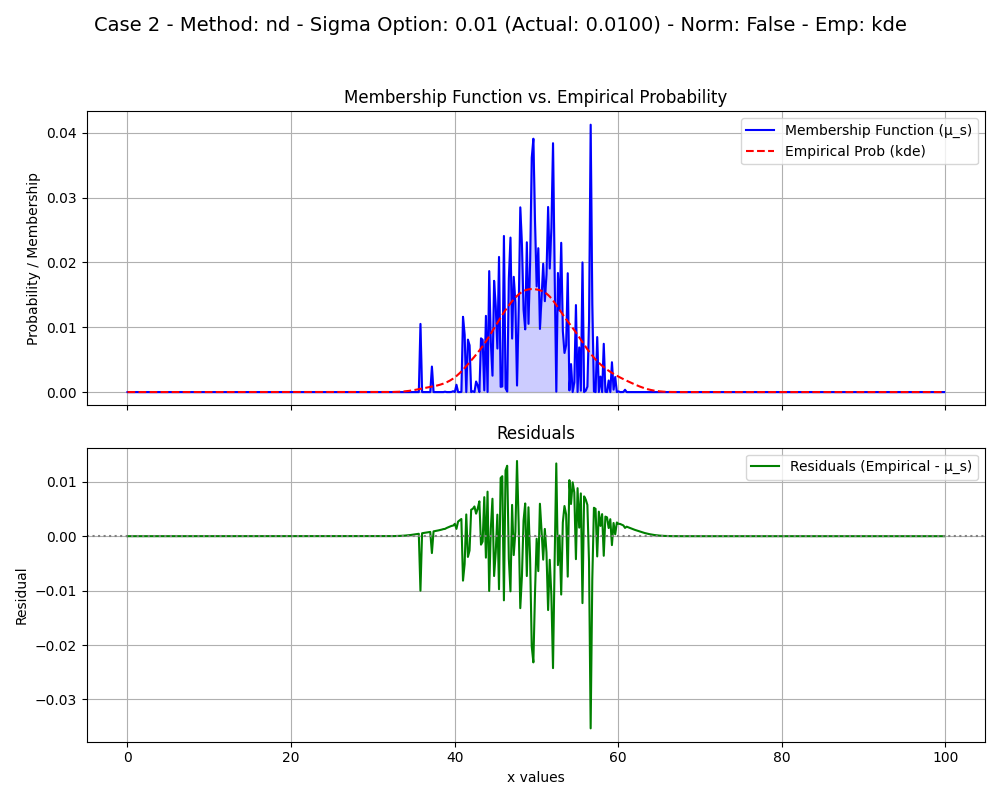 Case 2 - Method: nd - Sigma Option: 0.01 (Actual: 0.0100) - Norm: False - Emp: kde
Membership Function vs. Empirical Probability
Probability / Membership
0.04
0.03
0.02
0.01
0.00
Membership Function (μ_s)
Empirical Prob (kde)
Residuals
Residual
0.01
0.00
−0.01
−0.02
−0.03
Residuals (Empirical - μ_s)
0
20
40
60
80
100
x values